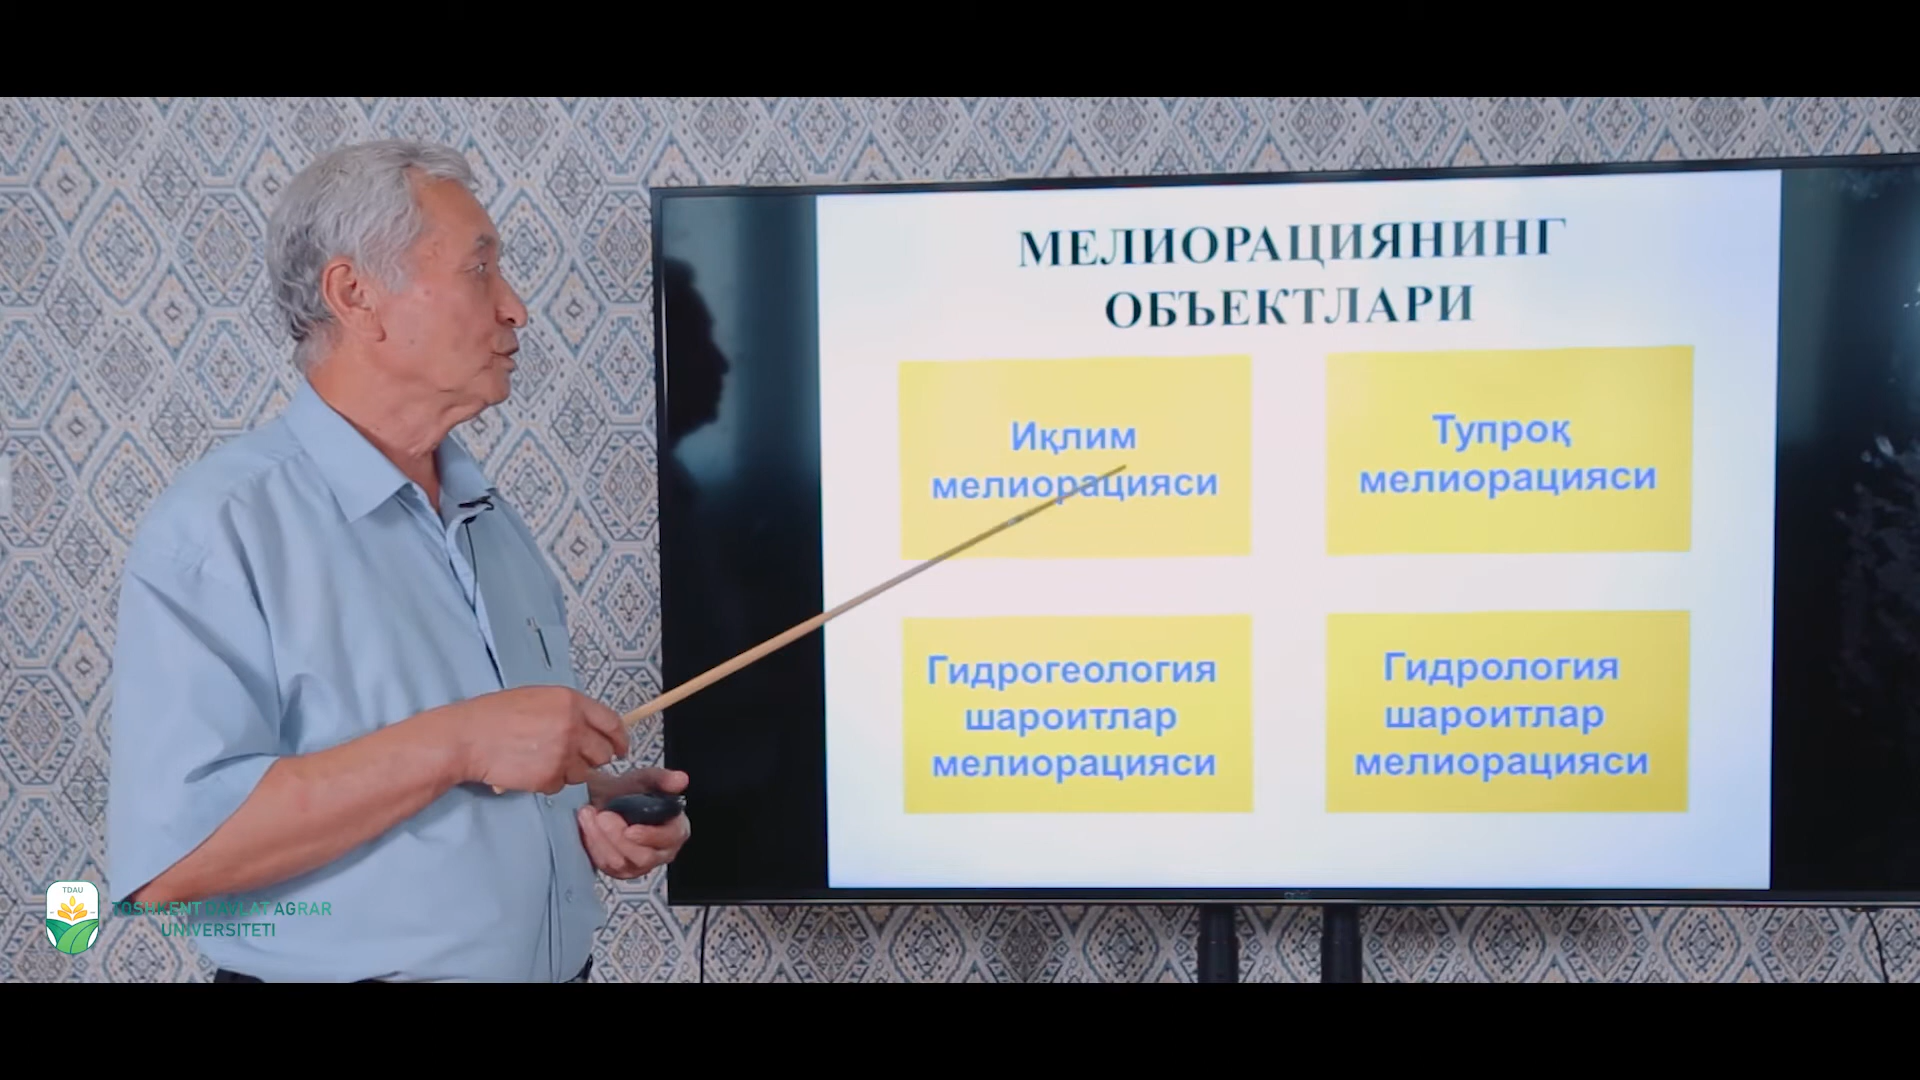 МЕЛИОРАЦИЯНИНГ
ОБЪЕКТЛАРИ
Иқлим
мелиорацияси
Тупроқ
мелиорацияси
Гидрогеология
шароитлар
мелиорацияси
Гидрология
шароитлар
мелиорацияси
TDAU
TOSHKENT DAVLAT AGRAR
UNIVERSITETI